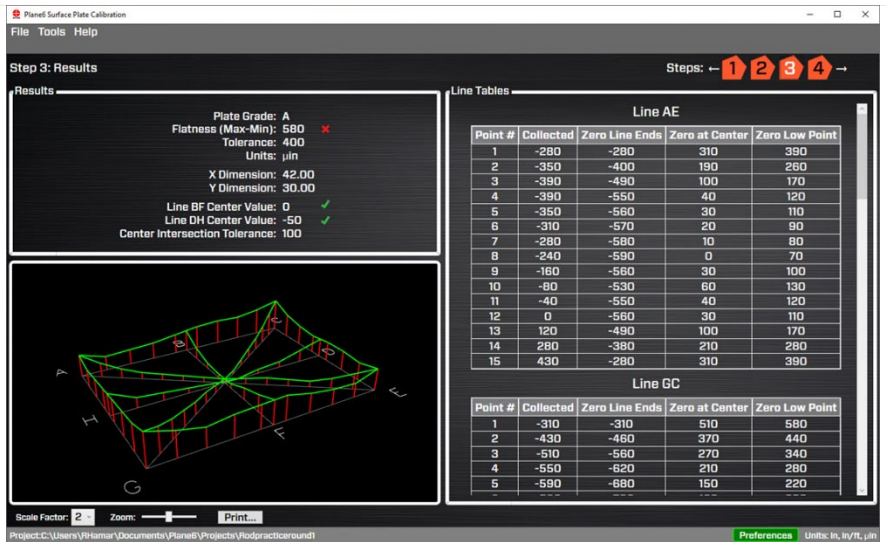 Plane6 Surface Plate Calibration
File Tools Help
Step 3: Results
Steps: ← 1 2 3 4 →
Results
Plate Grade: A
Flatness (Max-Min): 580
Tolerance: 400
Units: µin
X Dimension: 42.00
Y Dimension: 30.00
Line BF Center Value: 0
Line DH Center Value: -50
Center Intersection Tolerance: 100
A
B
C
D
E
F
G
H
Scale Factor: 2
Zoom:
Print...
Line Tables
Line AE
Point # Collected Zero Line Ends Zero at Center Zero Low Point
1 -280 -280 310 390
2 -350 -400 190 260
3 -390 -490 100 170
4 -390 -550 40 120
5 -350 -560 30 110
6 -310 -570 20 90
7 -280 -580 10 80
8 -240 -590 0 70
9 -160 -560 30 100
10 -80 -530 60 130
11 -40 -550 40 120
12 0 -560 30 110
13 120 -490 100 170
14 280 -380 210 280
15 430 -280 310 390
Line GC
Point # Collected Zero Line Ends Zero at Center Zero Low Point
1 -310 -310 510 580
2 -430 -460 370 440
3 -510 -560 270 340
4 -550 -620 210 280
5 -590 -680 150 220
Project:C:\Users\RHamar\Documents\Plane6\Projects\Rodpracticeround1
Preferences Units: in, in/ft, µin